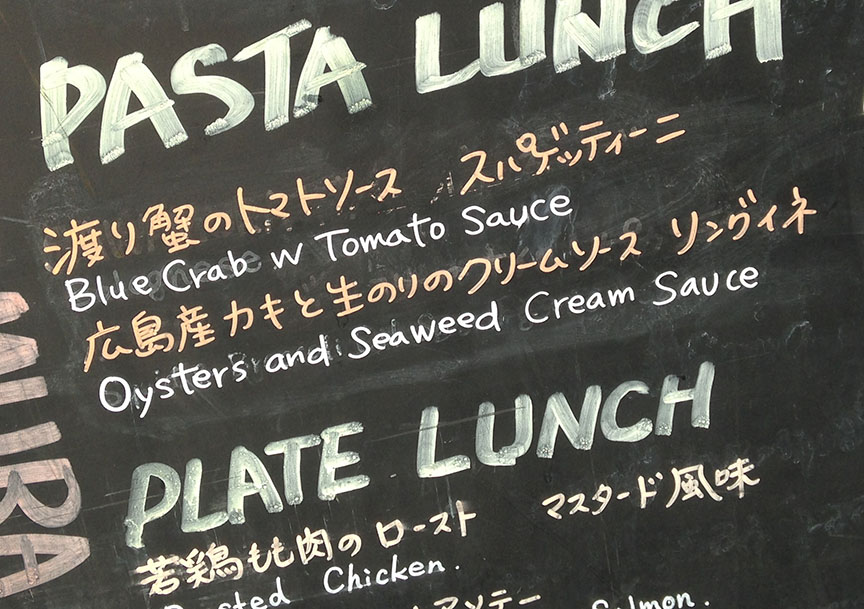 PASTA LUNCH
渡り蟹のトマトソース スパゲッティーニ
Blue Crab w Tomato Sauce
広島産カキと生のりのクリームソース リングイネ
Oysters and Seaweed Cream Sauce
PLATE LUNCH
若鶏もも肉のロースト マスタード風味
Roasted Chicken.
Salmon.